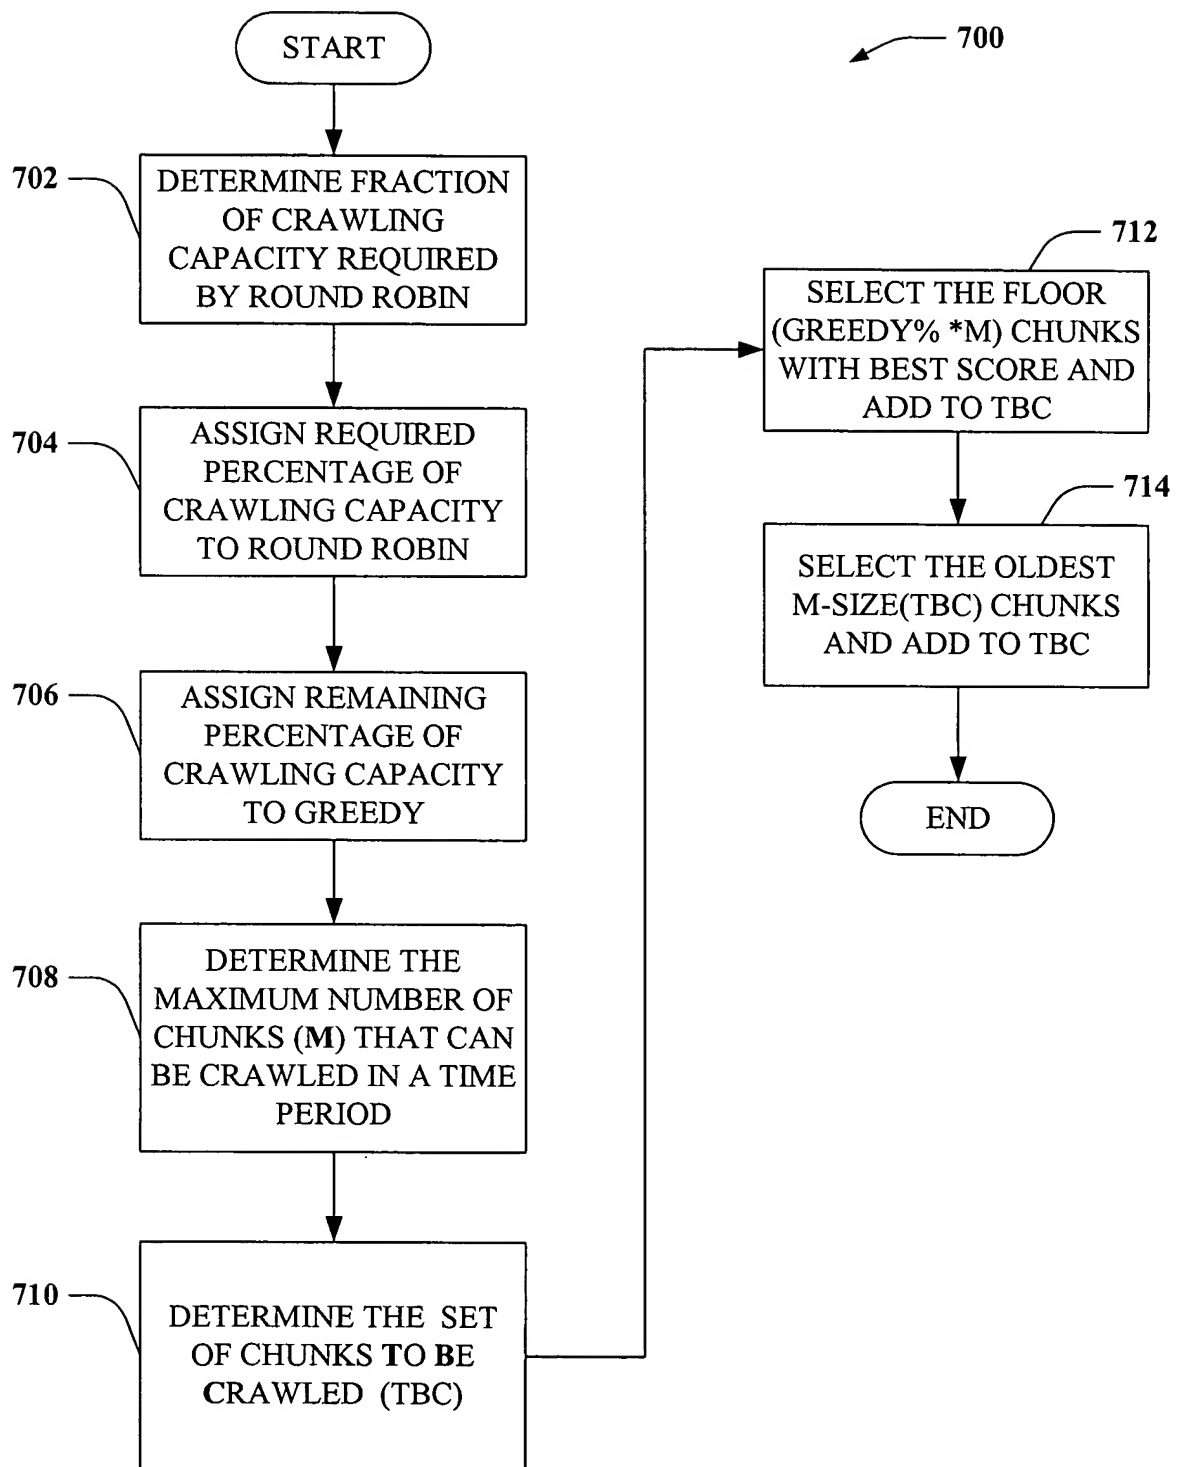 START
700
702
DETERMINE FRACTION
OF CRAWLING
CAPACITY REQUIRED
BY ROUND ROBIN
704
ASSIGN REQUIRED
PERCENTAGE OF
CRAWLING CAPACITY
TO ROUND ROBIN
706
ASSIGN REMAINING
PERCENTAGE OF
CRAWLING CAPACITY
TO GREEDY
708
DETERMINE THE
MAXIMUM NUMBER OF
CHUNKS (M) THAT CAN
BE CRAWLED IN A TIME
PERIOD
710
DETERMINE THE SET
OF CHUNKS TO BE
CRAWLED (TBC)
712
SELECT THE FLOOR
(GREEDY% *M) CHUNKS
WITH BEST SCORE AND
ADD TO TBC
714
SELECT THE OLDEST
M-SIZE(TBC) CHUNKS
AND ADD TO TBC
END